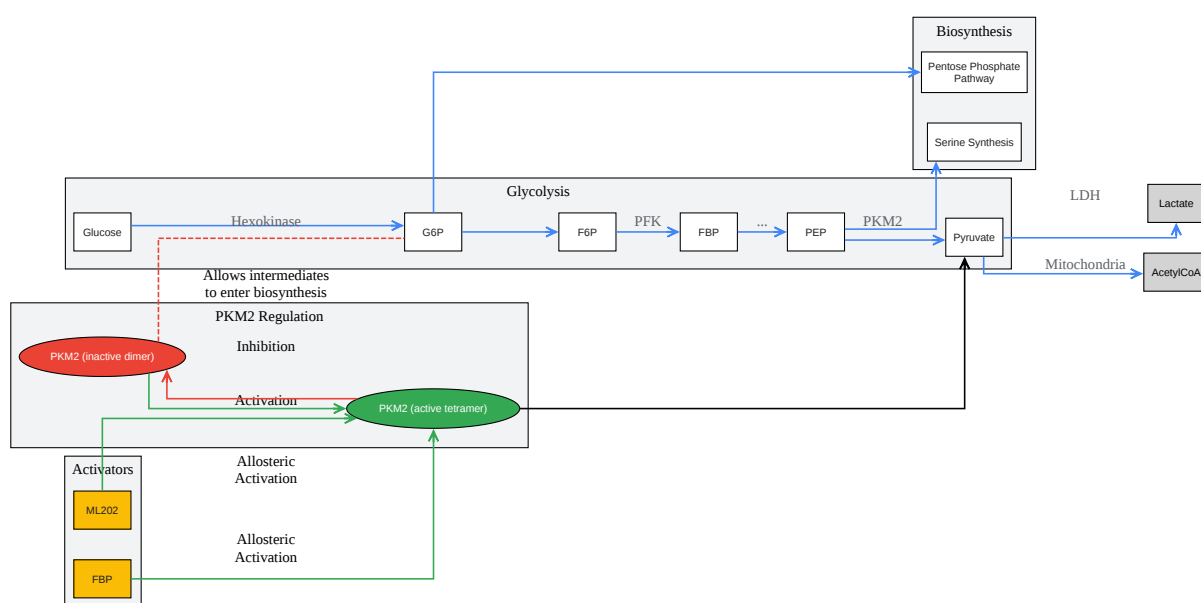 Biosynthesis
Pentose Phosphate
Pathway
Serine Synthesis
Glycolysis
LDH
Lactate
Glucose
Hexokinase
G6P
F6P
PFK
FBP
...
PEP
PKM2
Pyruvate
Mitochondria
AcetylCoA
Allows intermediates
to enter biosynthesis
PKM2 Regulation
Inhibition
PKM2 (inactive dimer)
Activation
PKM2 (active tetramer)
Activators
Allosteric
Activation
ML202
Allosteric
Activation
FBP